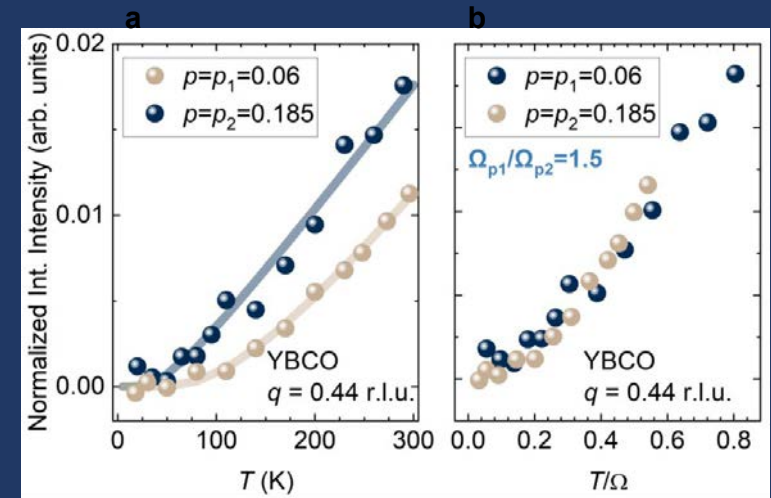 a
b
Normalized Int. Intensity (arb. units)
0.02
0.01
0.00
p=p₁=0.06
p=p₂=0.185
YBCO
q = 0.44 r.l.u.
0 100 200 300
T (K)
p=p₁=0.06
p=p₂=0.185
Ωp1/Ωp2=1.5
YBCO
q = 0.44 r.l.u.
0.0 0.2 0.4 0.6 0.8
T/Ω